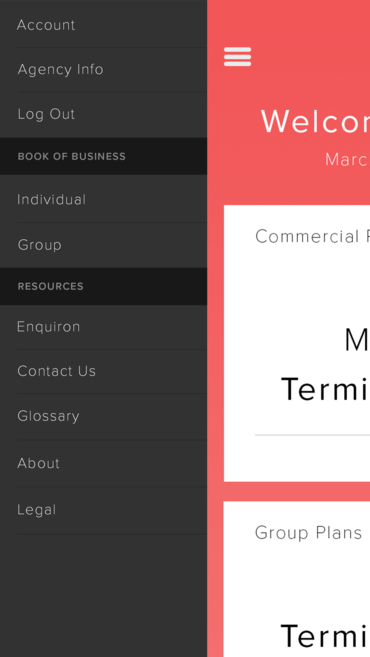 Account
Agency Info
Log Out
BOOK OF BUSINESS
Individual
Group
RESOURCES
Enquiron
Contact Us
Glossary
About
Legal
Welcom
Marc
Commercial
M
Termi
Group Plans
Termi